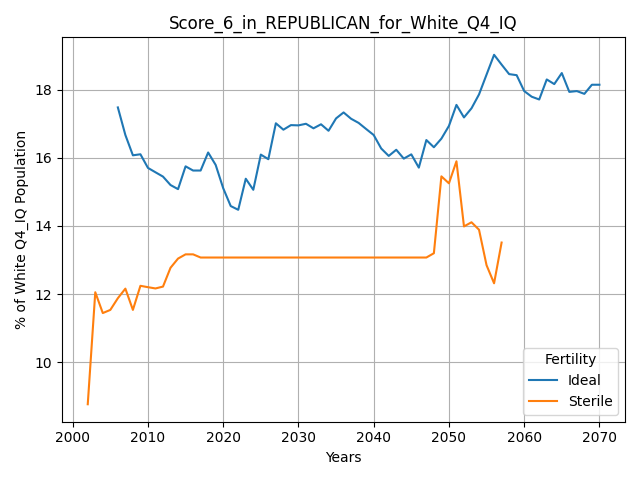 Score_6_in_REPUBLICAN_for_White_Q4_IQ
% of White Q4_IQ Population
18
16
14
12
10
Fertility
Ideal
Sterile
2000 2010 2020 2030 2040 2050 2060 2070
Years